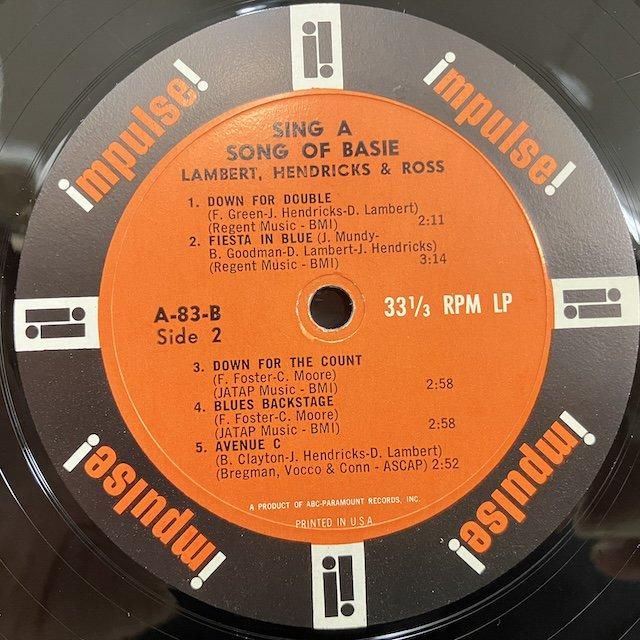 impulse!
impulse!
SING A
SONG OF BASIE
LAMBERT, HENDRICKS & ROSS
1. DOWN FOR DOUBLE
(F. Green-J. Hendricks-D. Lambert)
(Regent Music - BMI) 2:11
2. FIESTA IN BLUE (J. Mundy-
B. Goodman-D. Lambert-J. Hendricks)
(Regent Music - BMI) 3:14
A-83-B 33 1/3 RPM LP
Side 2
3. DOWN FOR THE COUNT
(F. Foster-C. Moore)
(JATAP Music - BMI) 2:58
4. BLUES BACKSTAGE
(F. Foster-C. Moore)
(JATAP Music - BMI) 2:58
5. AVENUE C
(B. Clayton-J. Hendricks-D. Lambert)
(Bregman, Vocco & Conn - ASCAP) 2:52
A PRODUCT OF ABC-PARAMOUNT RECORDS, INC.
PRINTED IN U.S.A.
impulse!
impulse!